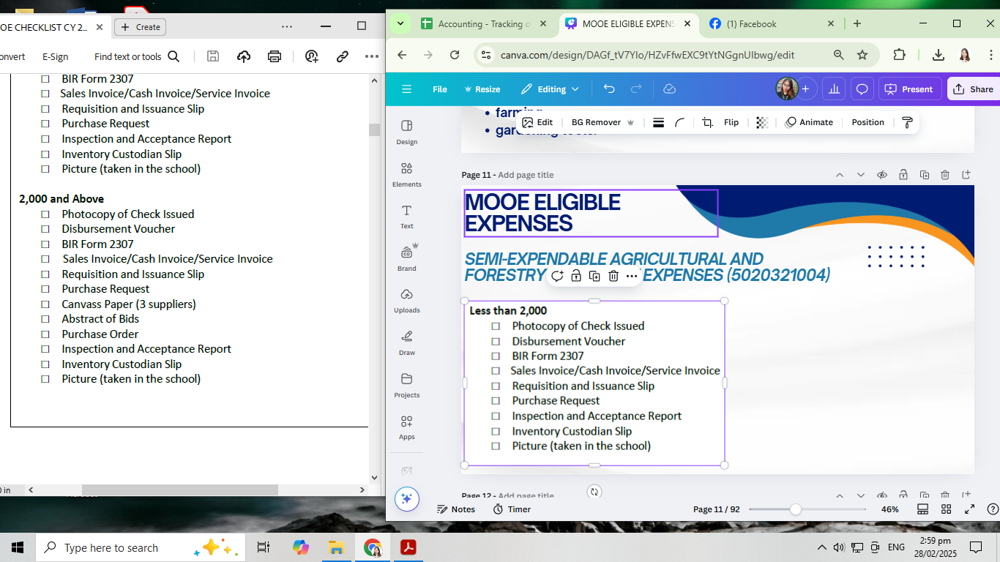 OE CHECKLIST CY 2...
Create
onvert
E-Sign
Find text or tools
BIR Form 2307
Sales Invoice/Cash Invoice/Service Invoice
Requisition and Issuance Slip
Purchase Request
Inspection and Acceptance Report
Inventory Custodian Slip
Picture (taken in the school)
2,000 and Above
Photocopy of Check Issued
Disbursement Voucher
BIR Form 2307
Sales Invoice/Cash Invoice/Service Invoice
Requisition and Issuance Slip
Purchase Request
Canvass Paper (3 suppliers)
Abstract of Bids
Purchase Order
Inspection and Acceptance Report
Inventory Custodian Slip
Picture (taken in the school)
0 in
Accounting - Tracking o
MOOE ELIGIBLE EXPENS
(1) Facebook
canva.com/design/DAGf_tV7YIo/HZvFfwEXC9tYtNGgnUIbwg/edit
File
Resize
Editing
Present
Share
Design
Elements
Text
Brand
Uploads
Draw
Projects
Apps
farming
gardening tools.
Edit
BG Remover
Flip
Animate
Position
Page 11 - Add page title
MOOE ELIGIBLE
EXPENSES
SEMI-EXPENDABLE AGRICULTURAL AND
FORESTRY EXPENSES (5020321004)
Less than 2,000
Photocopy of Check Issued
Disbursement Voucher
BIR Form 2307
Sales Invoice/Cash Invoice/Service Invoice
Requisition and Issuance Slip
Purchase Request
Inspection and Acceptance Report
Inventory Custodian Slip
Picture (taken in the school)
Page 12 - Add page title
Notes
Timer
Page 11 / 92
46%
Type here to search
ENG
2:59 pm
28/02/2025